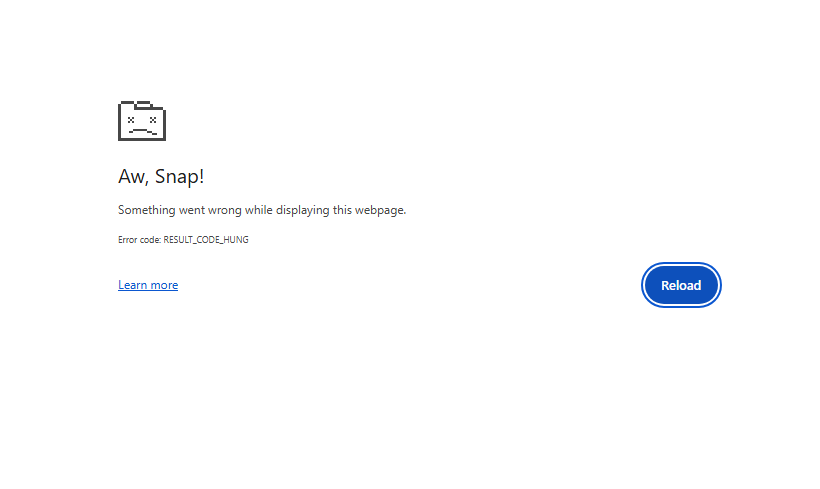 Aw, Snap!
Something went wrong while displaying this webpage.
Error code: RESULT_CODE_HUNG
Learn more
Reload